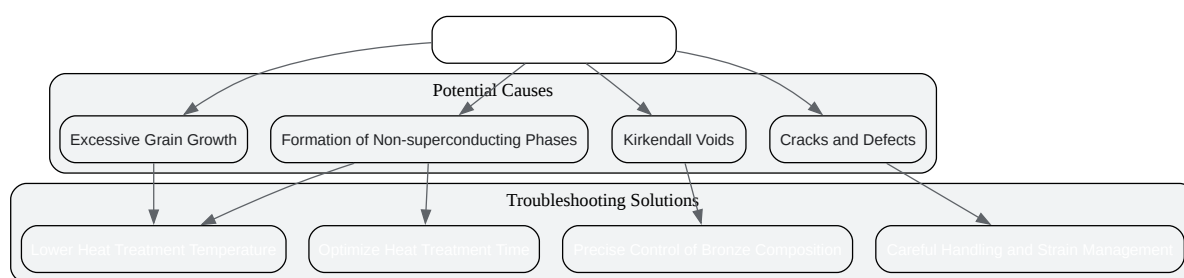 Potential Causes
Excessive Grain Growth
Formation of Non-superconducting Phases
Kirkendall Voids
Cracks and Defects
Troubleshooting Solutions
Lower Heat Treatment Temperature
Optimize Heat Treatment Time
Precise Control of Bronze Composition
Careful Handling and Strain Management